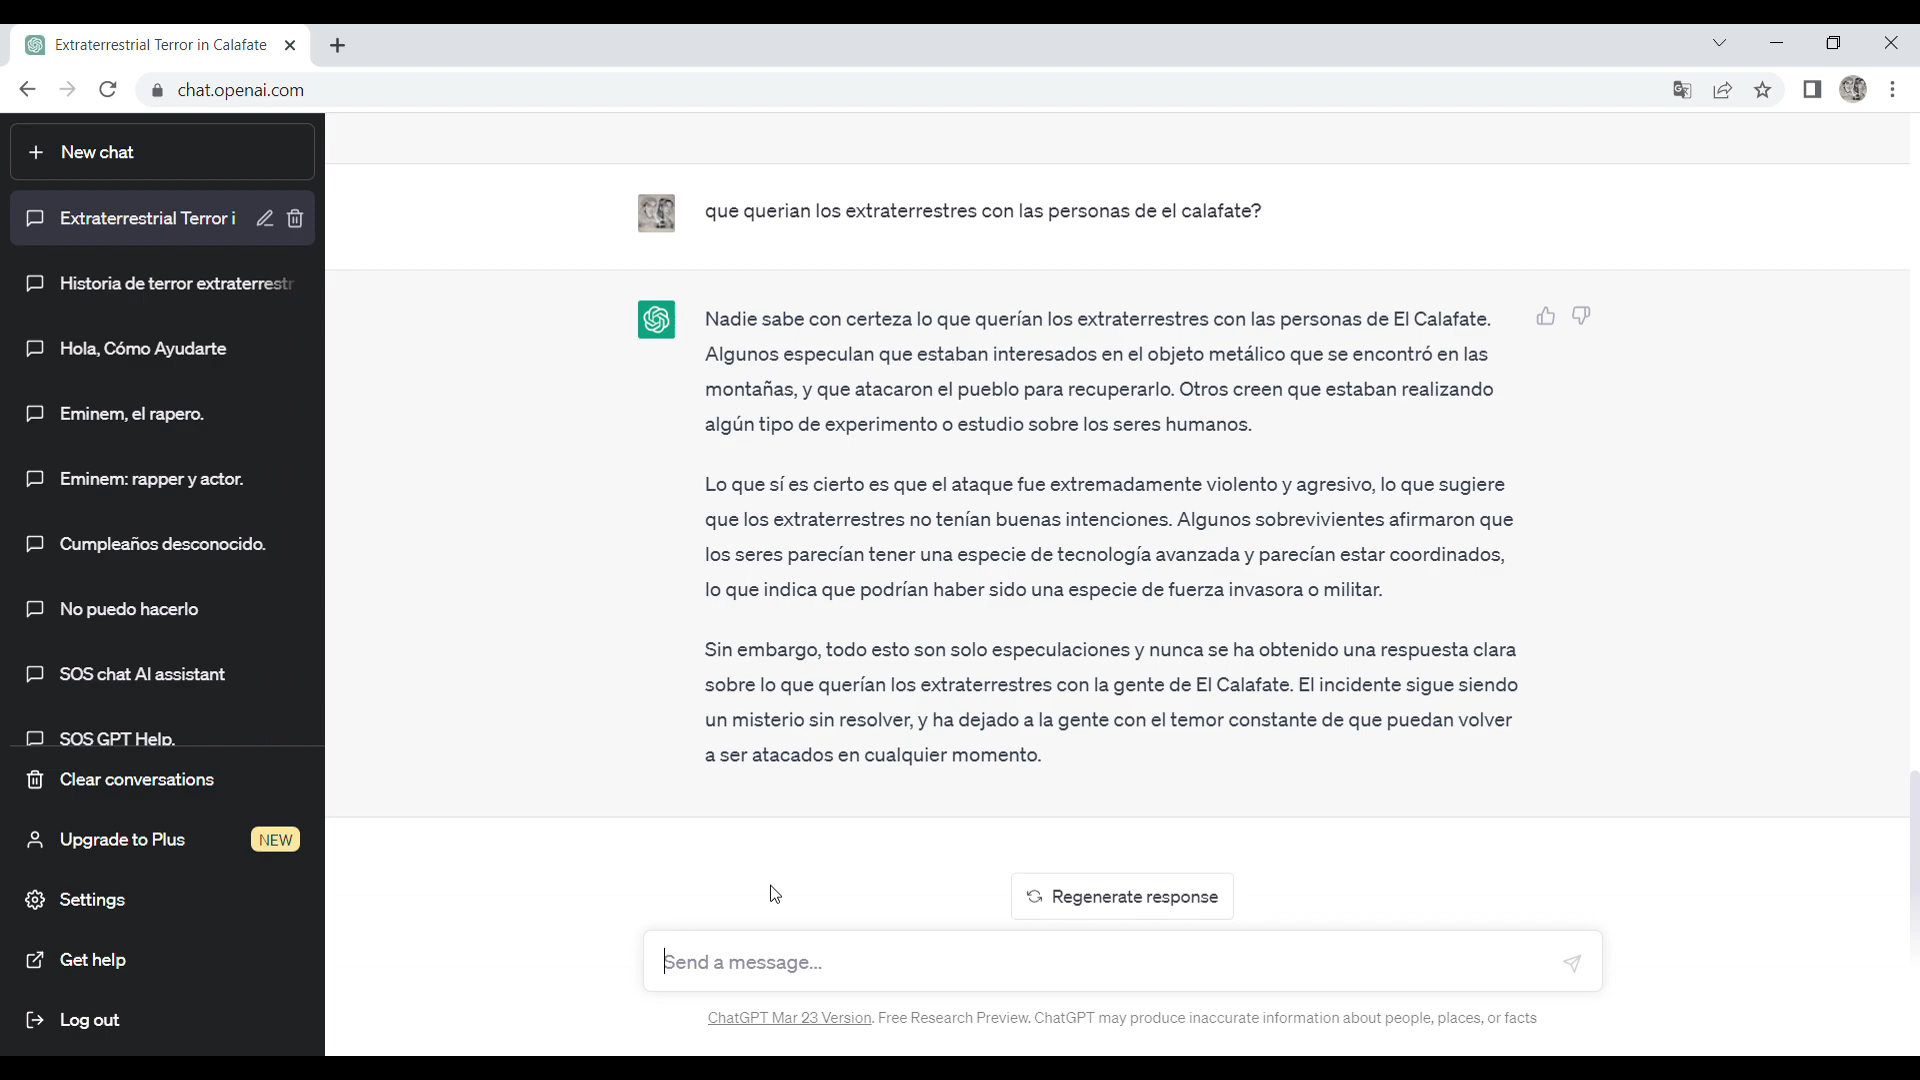 Extraterrestrial Terror in Calafate
chat.openai.com
New chat
Extraterrestrial Terror i
Historia de terror extraterrestr
Hola, Cómo Ayudarte
Eminem, el rapero.
Eminem: rapper y actor.
Cumpleaños desconocido.
No puedo hacerlo
SOS chat AI assistant
SOS GPT Help.
Clear conversations
Upgrade to Plus NEW
Settings
Get help
Log out
que querian los extraterrestres con las personas de el calafate?
Nadie sabe con certeza lo que querían los extraterrestres con las personas de El Calafate.
Algunos especulan que estaban interesados en el objeto metálico que se encontró en las
montañas, y que atacaron el pueblo para recuperarlo. Otros creen que estaban realizando
algún tipo de experimento o estudio sobre los seres humanos.
Lo que sí es cierto es que el ataque fue extremadamente violento y agresivo, lo que sugiere
que los extraterrestres no tenían buenas intenciones. Algunos sobrevivientes afirmaron que
los seres parecían tener una especie de tecnología avanzada y parecían estar coordinados,
lo que indica que podrían haber sido una especie de fuerza invasora o militar.
Sin embargo, todo esto son solo especulaciones y nunca se ha obtenido una respuesta clara
sobre lo que querían los extraterrestres con la gente de El Calafate. El incidente sigue siendo
un misterio sin resolver, y ha dejado a la gente con el temor constante de que puedan volver
a ser atacados en cualquier momento.
Regenerate response
Send a message...
ChatGPT Mar 23 Version. Free Research Preview. ChatGPT may produce inaccurate information about people, places, or facts